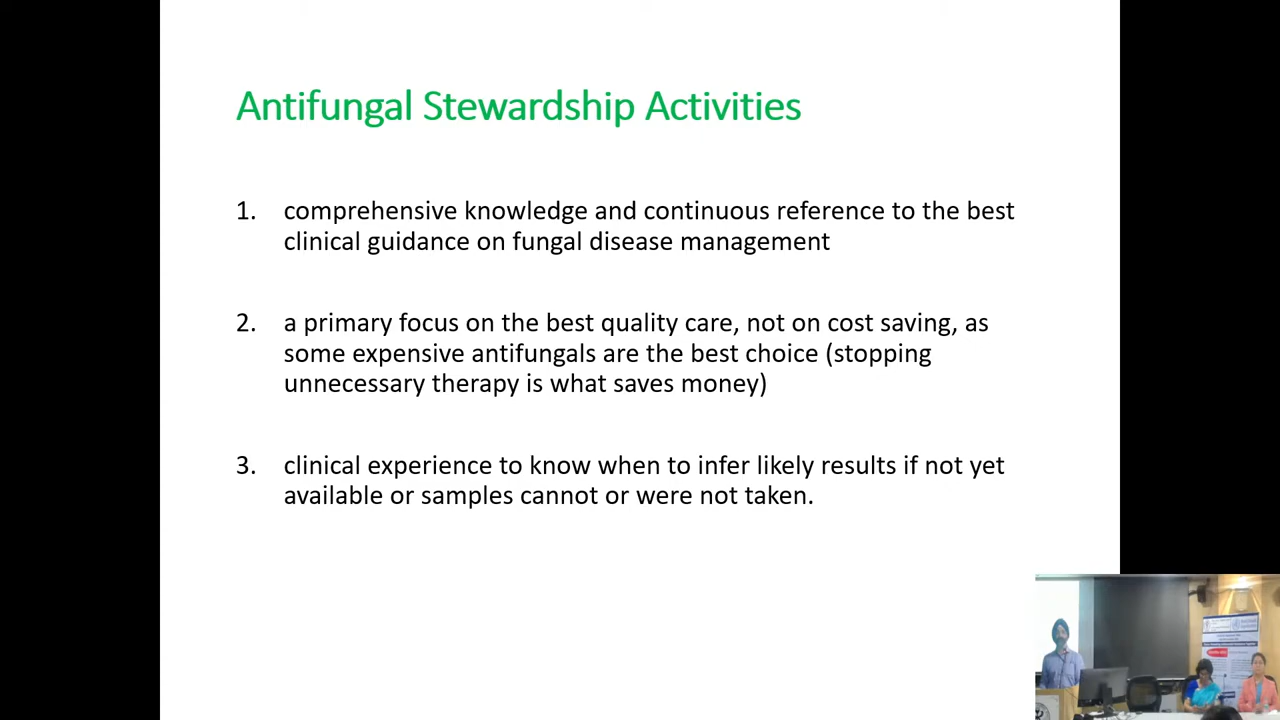 Antifungal Stewardship Activities
1. comprehensive knowledge and continuous reference to the best
clinical guidance on fungal disease management
2. a primary focus on the best quality care, not on cost saving, as
some expensive antifungals are the best choice (stopping
unnecessary therapy is what saves money)
3. clinical experience to know when to infer likely results if not yet
available or samples cannot or were not taken.